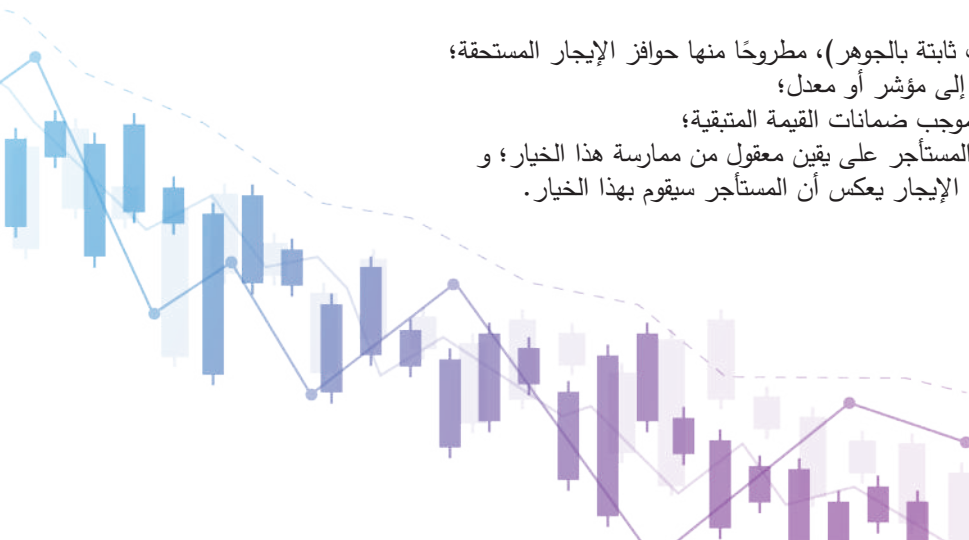 ثابتة بالجوهر)، مطروحًا منها حوافز الإيجار المستحقة؛
إلى مؤشر أو معدل؛
موجب ضمانات القيمة المتبقية؛
المستأجر على يقين معقول من ممارسة هذا الخيار؛ و
الإيجار يعكس أن المستأجر سيقوم بهذا الخيار.